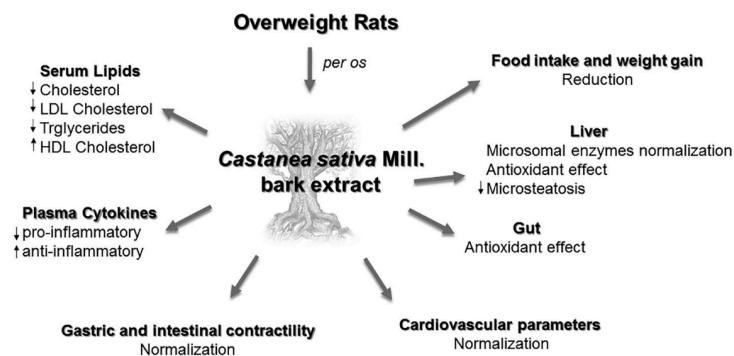 Overweight Rats
per os
Serum Lipids
↓ Cholesterol
↓ LDL Cholesterol
↓ Trglycerides
↑ HDL Cholesterol
Food intake and weight gain
Reduction
Liver
Microsomal enzymes normalization
Antioxidant effect
↓ Microsteatosis
Castanea sativa Mill.
bark extract
Plasma Cytokines
↓ pro-inflammatory
↑ anti-inflammatory
Gut
Antioxidant effect
Gastric and intestinal contractility
Normalization
Cardiovascular parameters
Normalization